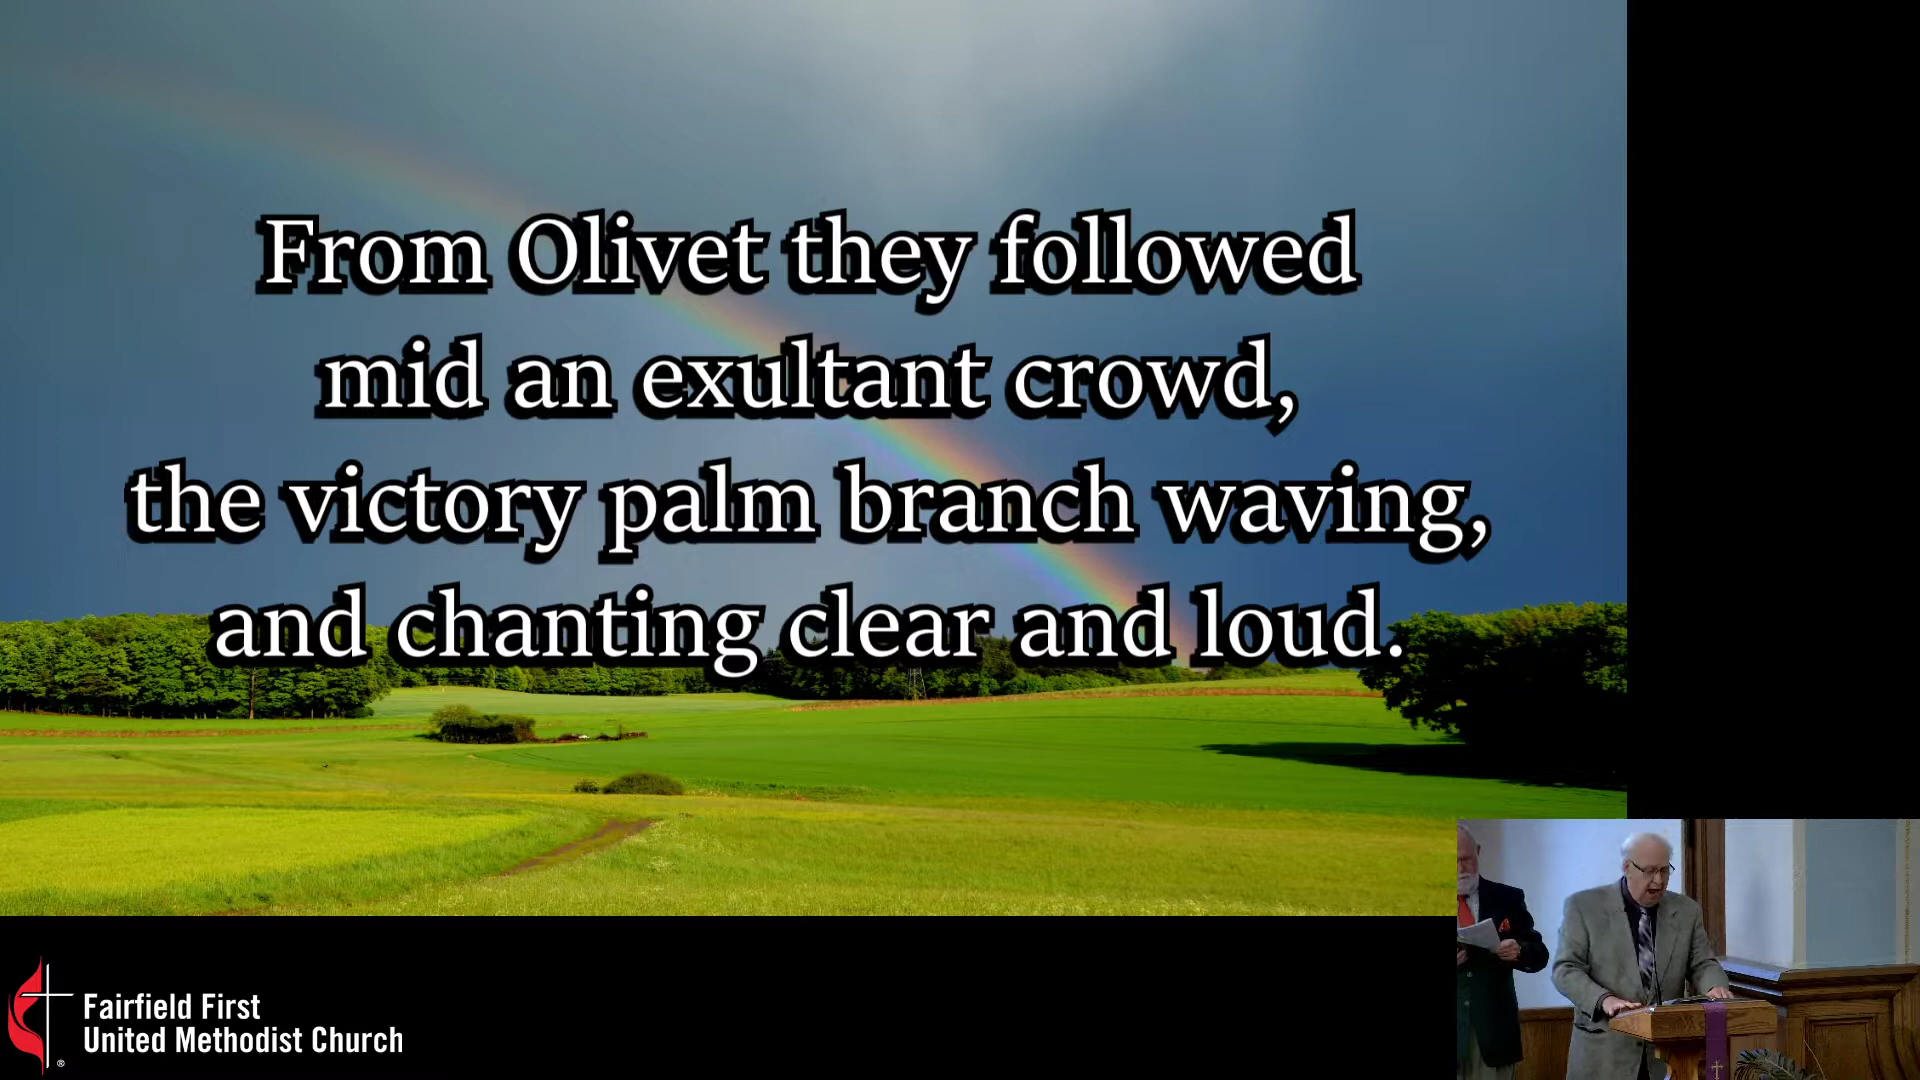 From Olivet they followed
mid an exultant crowd,
the victory palm branch waving,
and chanting clear and loud.
Fairfield First
United Methodist Church
®